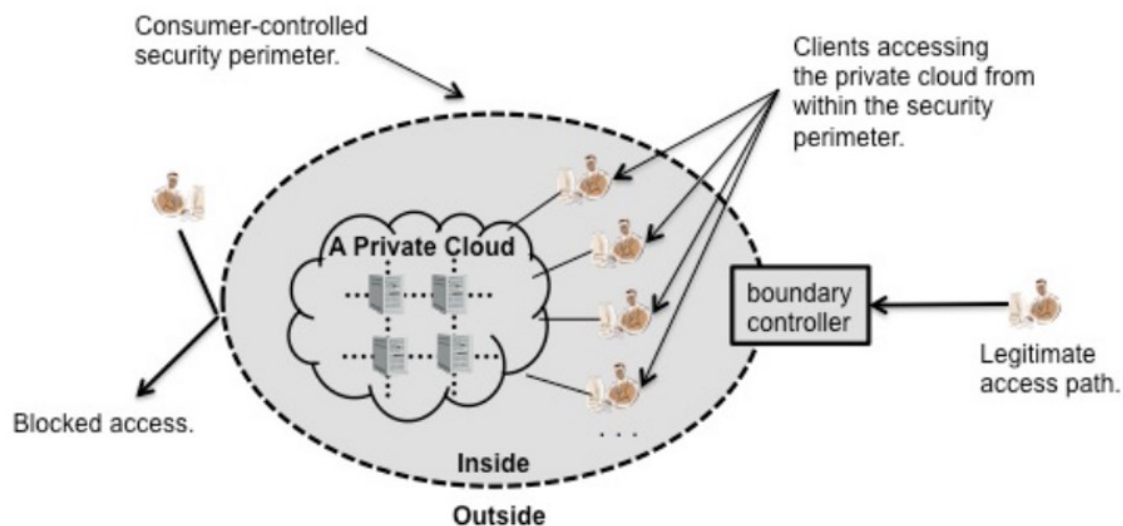 Consumer-controlled
security perimeter.
Clients accessing
the private cloud from
within the security
perimeter.
A Private Cloud
boundary
controller
Legitimate
access path.
Blocked access.
. . .
Inside
Outside